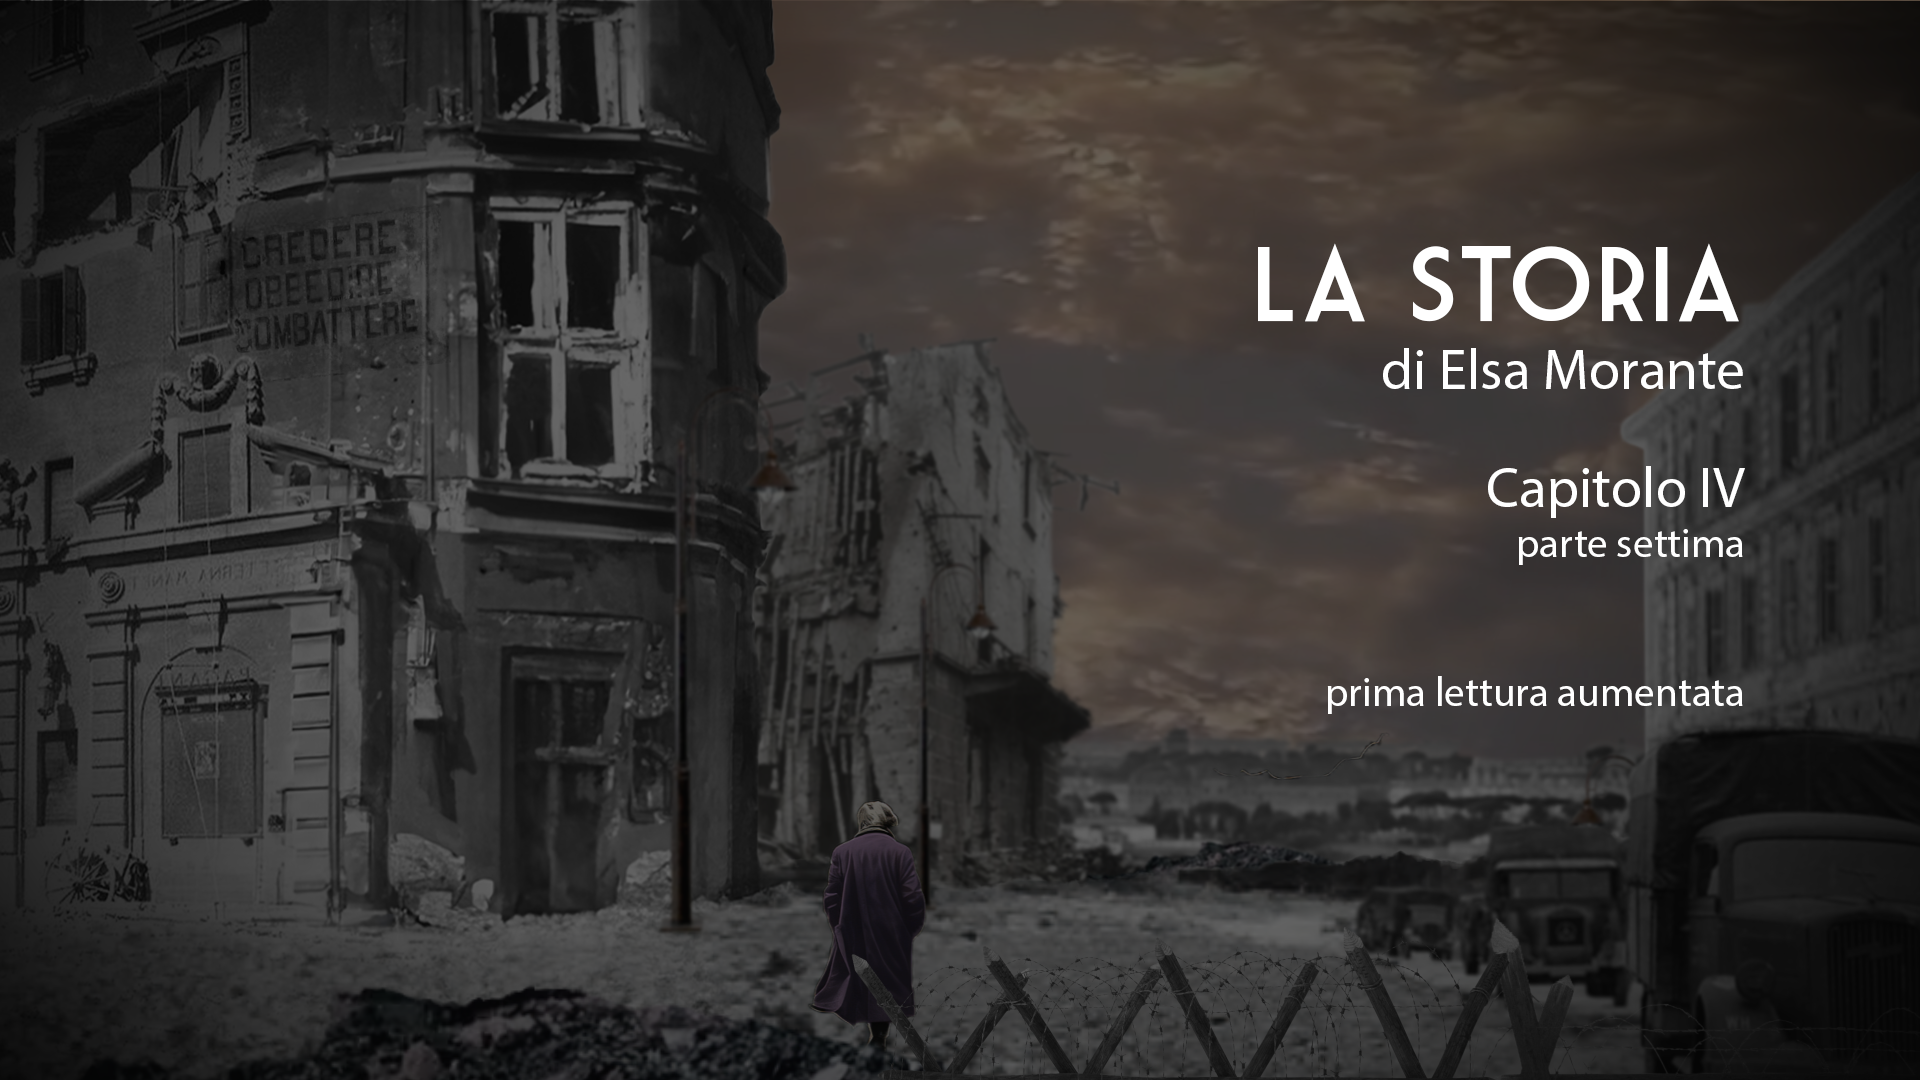 CREDERE
OBBEDIRE
COMBATTERE
LA STORIA
di Elsa Morante
Capitolo IV
parte settima
prima lettura aumentata